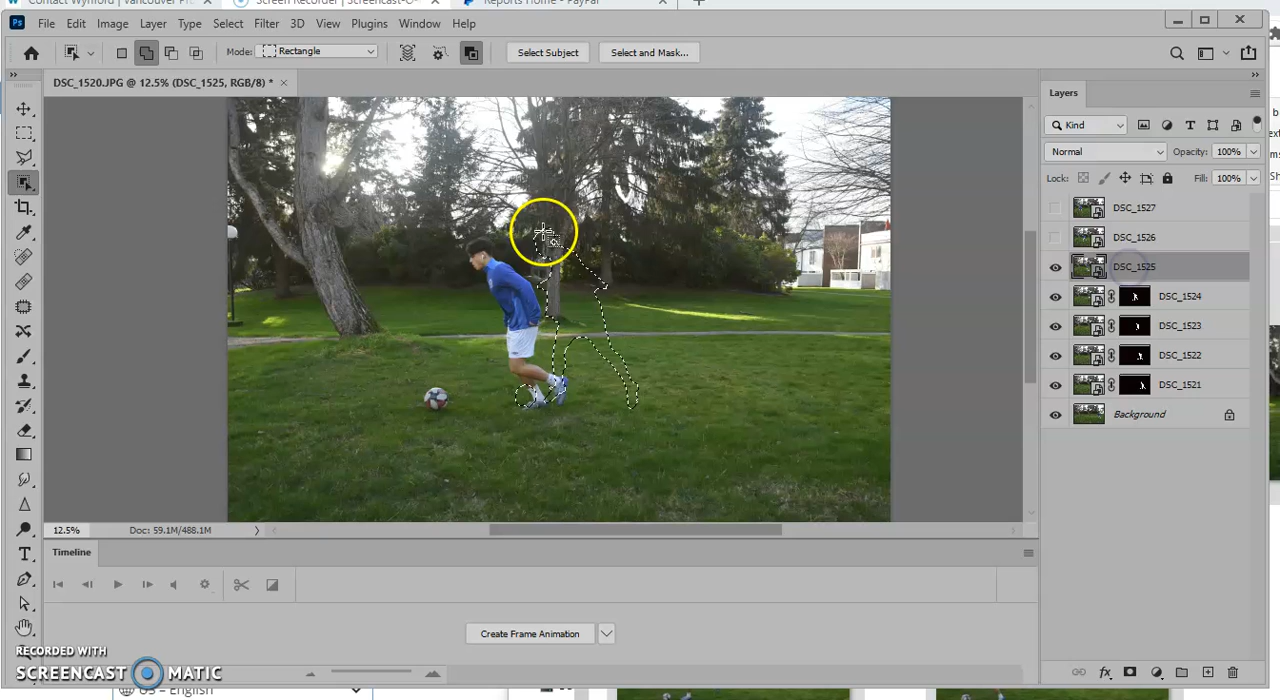 Contact Wynford | Vancouver Pr
Screen Recorder | Screencast-O-
Reports Home - PayPal
Ps File Edit Image Layer Type Select Filter 3D View Plugins Window Help
Mode: Rectangle Select Subject Select and Mask...
DSC_1520.JPG @ 12.5% (DSC_1525, RGB/8) *
Layers
Kind
Normal Opacity: 100%
Lock: Fill: 100%
DSC_1527
DSC_1526
DSC_1525
DSC_1524
DSC_1523
DSC_1522
DSC_1521
Background
12.5% Doc: 59.1M/488.1M
Timeline
Create Frame Animation
RECORDED WITH
SCREENCAST MATIC
US – English